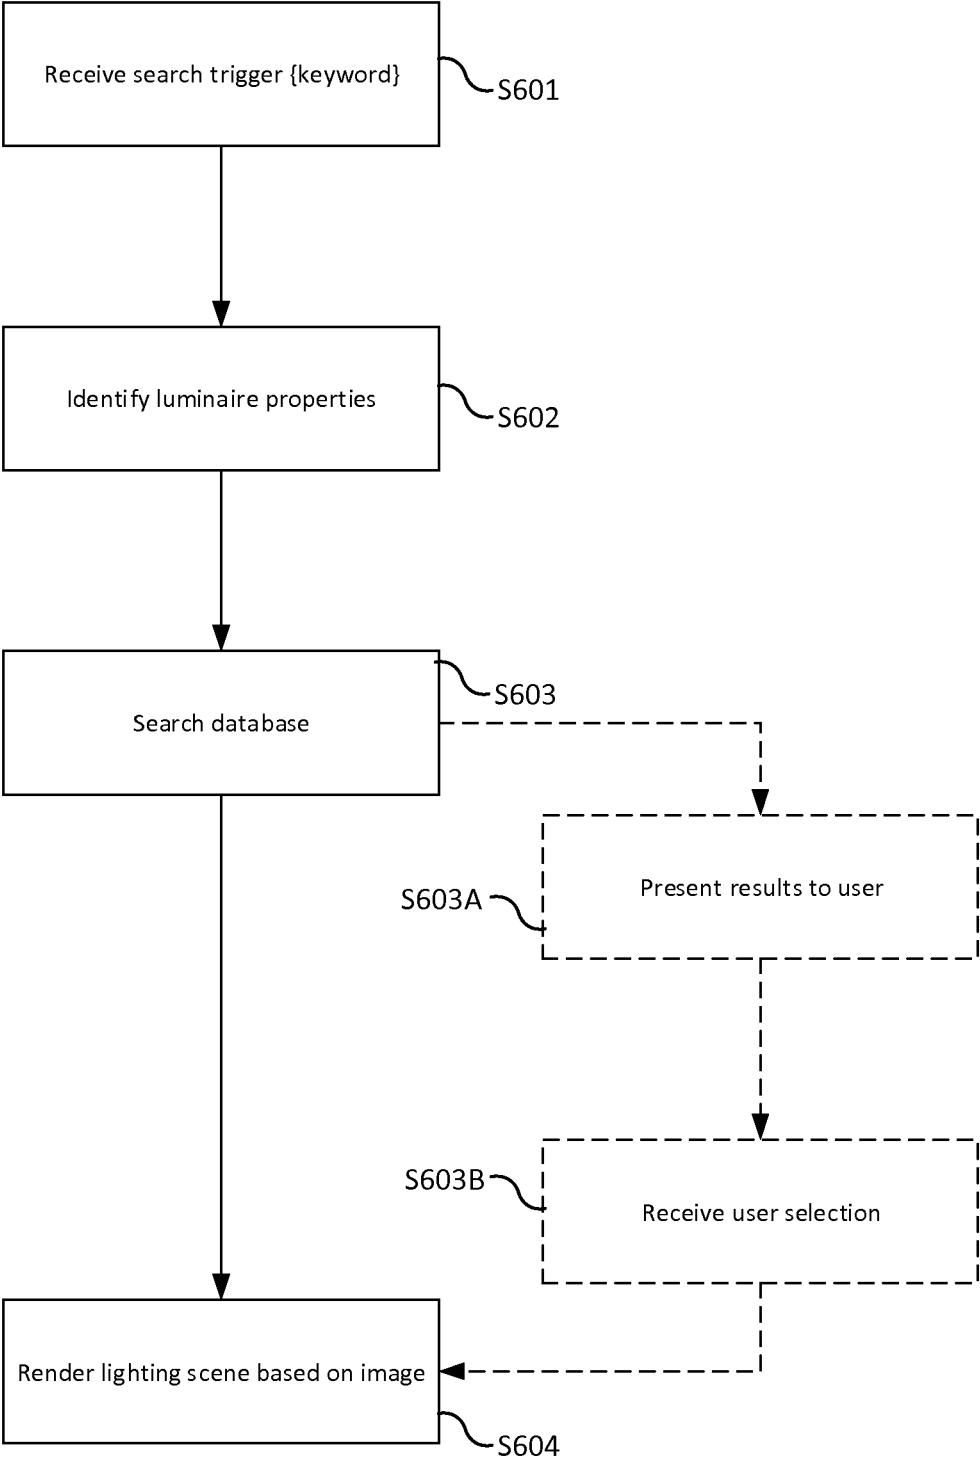 Receive search trigger {keyword}
S601
Identify luminaire properties
S602
Search database
S603
Present results to user
S603A
Receive user selection
S603B
Render lighting scene based on image
S604